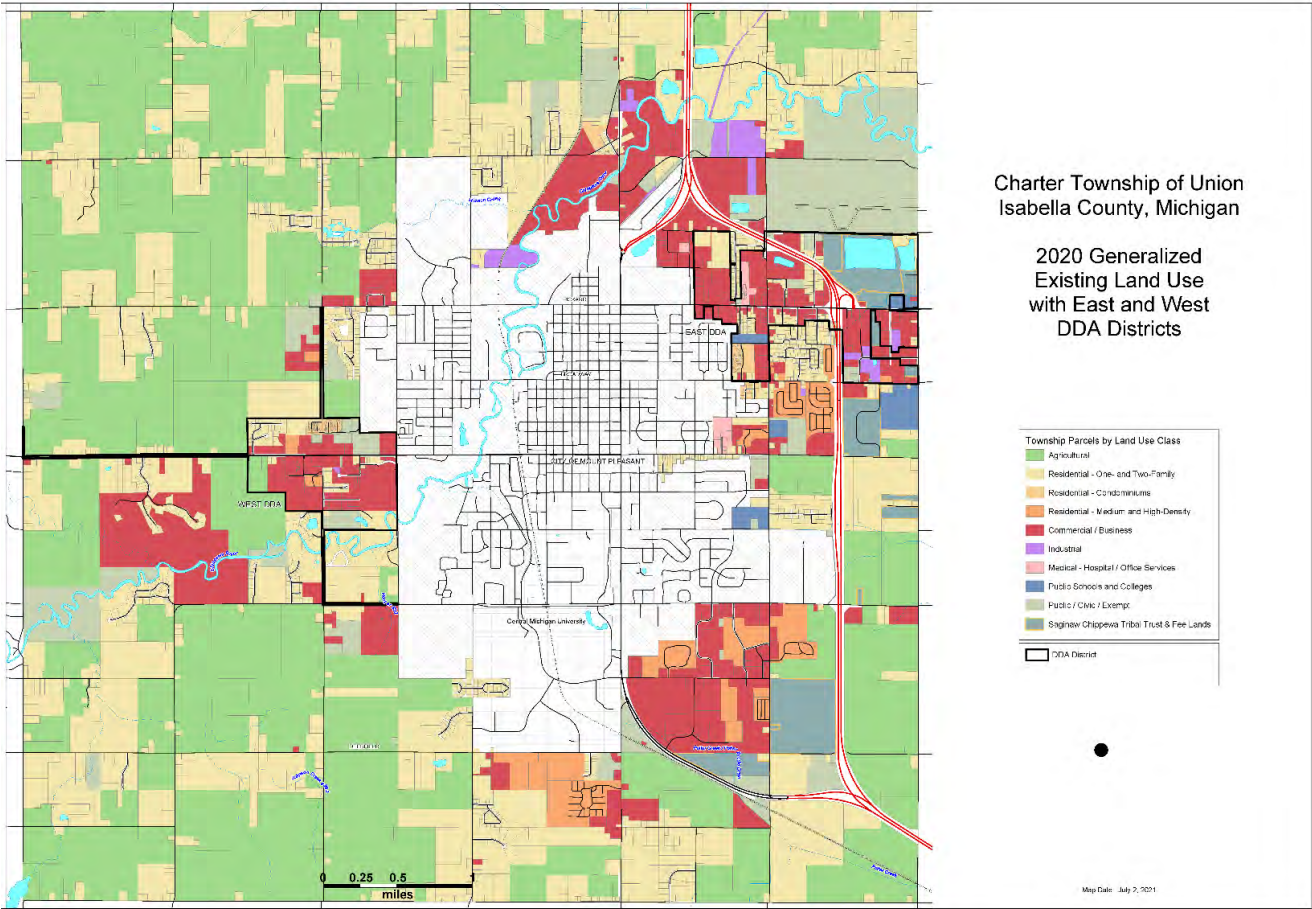 Charter Township of Union
Isabella County, Michigan
2020 Generalized
Existing Land Use
with East and West
DDA Districts
Township Parcels by Land Use Class
Agricultural
Residential - One- and Two-Family
Residential - Condominiums
Residential - Medium and High-Density
Commercial / Business
Industrial
Medical - Hospital / Office Services
Public Schools and Colleges
Public / Civic / Exempt
Saginaw Chippewa Tribal Trust & Fee Lands
DDA District
EAST DDA
CITY OF MOUNT PLEASANT
WEST DDA
Central Michigan University
0 0.25 0.5 1
miles
Map Date: July 2, 2021